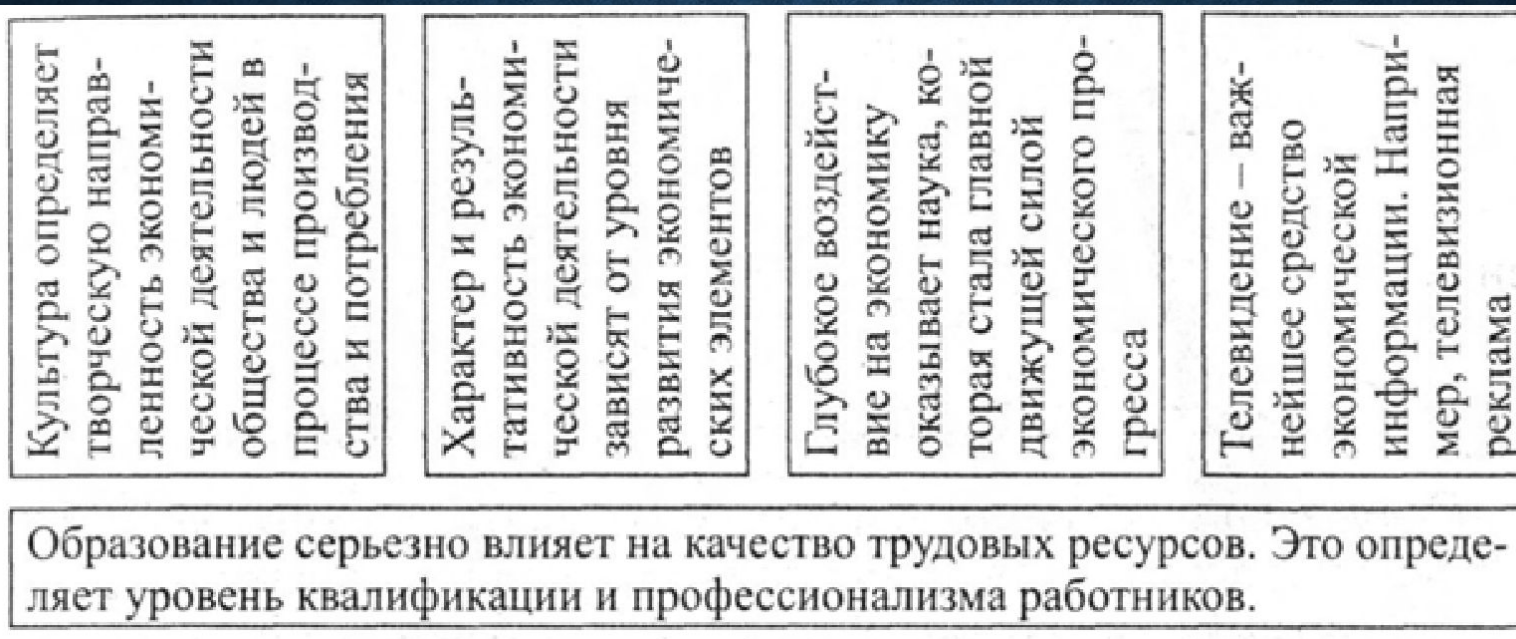 Культура определяет
творческую направ-
ленность экономи-
ческой деятельности
общества и людей в
процессе производ-
ства и потребления
Характер и резуль-
тативность экономи-
ческой деятельности
зависят от уровня
развития экономиче-
ских элементов
Глубокое воздейст-
вие на экономику
оказывает наука, ко-
торая стала главной
движущей силой
экономического про-
гресса
Телевидение – важ-
нейшее средство
экономической
информации. Напри-
мер, телевизионная
реклама
Образование серьезно влияет на качество трудовых ресурсов. Это опреде-
ляет уровень квалификации и профессионализма работников.